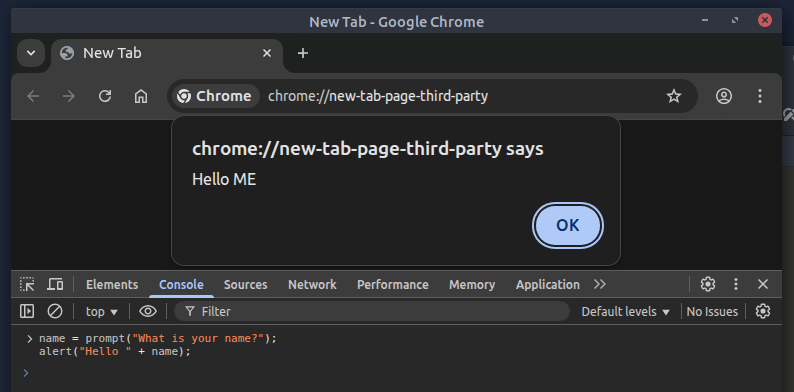 New Tab - Google Chrome
New Tab
Chrome chrome://new-tab-page-third-party
chrome://new-tab-page-third-party says
Hello ME
OK
Elements Console Sources Network Performance Memory Application
top Filter Default levels No Issues
name = prompt("What is your name?");
alert("Hello " + name);